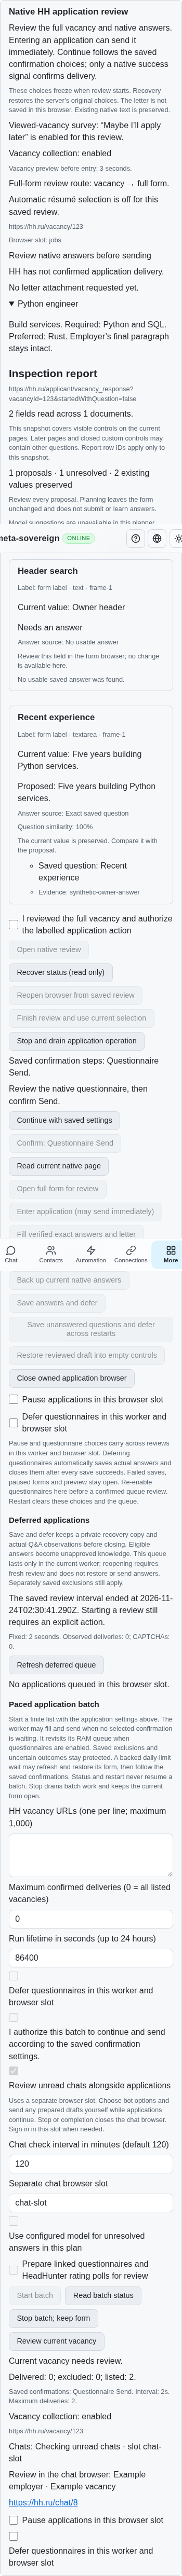 Native HH application review
Review the full vacancy and native answers.
Entering an application can send it
immediately. Continue follows the saved
confirmation choices; only a native success
signal confirms delivery.
These choices freeze when review starts. Recovery
restores the server's original choices. The letter is not
saved in this browser. Existing native text is preserved.
Viewed-vacancy survey: “Maybe I'll apply
later” is enabled for this review.
Vacancy collection: enabled
Vacancy preview before entry: 3 seconds.
Full-form review route: vacancy → full form.
Automatic résumé selection is off for this
saved review.
https://hh.ru/vacancy/123
Browser slot: jobs
Review native answers before sending
HH has not confirmed application delivery.
No letter attachment requested yet.
▼ Python engineer
Build services. Required: Python and SQL.
Preferred: Rust. Employer's final paragraph
stays intact.
Inspection report
https://hh.ru/applicant/vacancy_response?
vacancyId=123&startedWithQuestion=false
2 fields read across 1 documents.
This snapshot covers visible controls on the current
page. Later pages and closed custom controls may
contain other questions. Report row IDs apply only to
this snapshot.
1 proposals · 1 unresolved · 2 existing
values preserved
Review every proposal. Planning leaves the form
unchanged and does not submit or learn answers.
meta-sovereign ONLINE
Header search
Label: form label · text · frame-1
Current value: Owner header
Needs an answer
Answer source: No usable answer
Review this field in the form browser; no change
is available here.
No usable saved answer was found.
Recent experience
Label: form label · textarea · frame-1
Current value: Five years building
Python services.
Proposed: Five years building Python
services.
Answer source: Exact saved question
Question similarity: 100%
The current value is preserved. Compare it with
the proposal.
Saved question: Recent
experience
Evidence: synthetic-owner-answer
I reviewed the full vacancy and authorize
the labelled application action
Open native review
Recover status (read only)
Reopen browser from saved review
Finish review and use current selection
Stop and drain application operation
Saved confirmation steps: Questionnaire
Send.
Review the native questionnaire, then
confirm Send.
Continue with saved settings
Confirm: Questionnaire Send
Read current native page
Open full form for review
Enter application (may send immediately)
Fill verified exact answers and letter
Chat
Contacts
Automation
Connections
More
Back up current native answers
Save answers and defer
Save unanswered questions and defer
across restarts
Restore reviewed draft into empty controls
Close owned application browser
Pause applications in this browser slot
Defer questionnaires in this worker and
browser slot
Pause and questionnaire choices carry across reviews
in this worker and browser slot. Deferring
questionnaires automatically saves actual answers and
closes them after every save succeeds. Failed saves,
paused forms and preview stay open. Re-enable
questionnaires here before a confirmed queue review.
Restart clears these choices and the queue.
Deferred applications
Save and defer keeps a private recovery copy and
actual Q&A observations before closing. Eligible
answers become unacknowledged knowledge. This queue
lasts only in the current worker; reopening requires
fresh review and does not restore or send answers.
Separately saved exclusions still apply.
The saved review interval ended at 2026-11-
24T02:30:41.290Z. Starting a review still
requires an explicit action.
Fixed: 2 seconds. Observed deliveries: 0; CAPTCHAs:
0.
Refresh deferred queue
No applications queued in this browser slot.
Paced application batch
Start a finite list with the application settings above. The
worker may fill and send when no selected confirmation
is waiting. It revisits its RAM queue when
questionnaires are enabled. Saved exclusions and
uncertain outcomes stay protected. A backed daily-limit
wait may refresh and restore its form, then follow the
saved confirmations. Status and restart never resume a
batch. Stop drains batch work and keeps the current
form open.
HH vacancy URLs (one per line; maximum
1,000)
Maximum confirmed deliveries (0 = all listed
vacancies)
0
Run lifetime in seconds (up to 24 hours)
86400
Defer questionnaires in this worker and
browser slot
I authorize this batch to continue and send
according to the saved confirmation
settings.
Review unread chats alongside applications
Uses a separate browser slot. Choose bot options and
send any prepared drafts yourself while applications
continue. Stop or completion closes the chat browser.
Sign in in this slot when needed.
Chat check interval in minutes (default 120)
120
Separate chat browser slot
chat-slot
Use configured model for unresolved
answers in this plan
Prepare linked questionnaires and
HeadHunter rating polls for review
Start batch
Read batch status
Stop batch; keep form
Review current vacancy
Current vacancy needs review.
Delivered: 0; excluded: 0; listed: 2.
Saved confirmations: Questionnaire Send. Interval: 2s.
Maximum deliveries: 2.
Vacancy collection: enabled
https://hh.ru/vacancy/123
Chats: Checking unread chats · slot chat-
slot
Review in the chat browser: Example
employer · Example vacancy
https://hh.ru/chat/8
Pause applications in this browser slot
Defer questionnaires in this worker and
browser slot